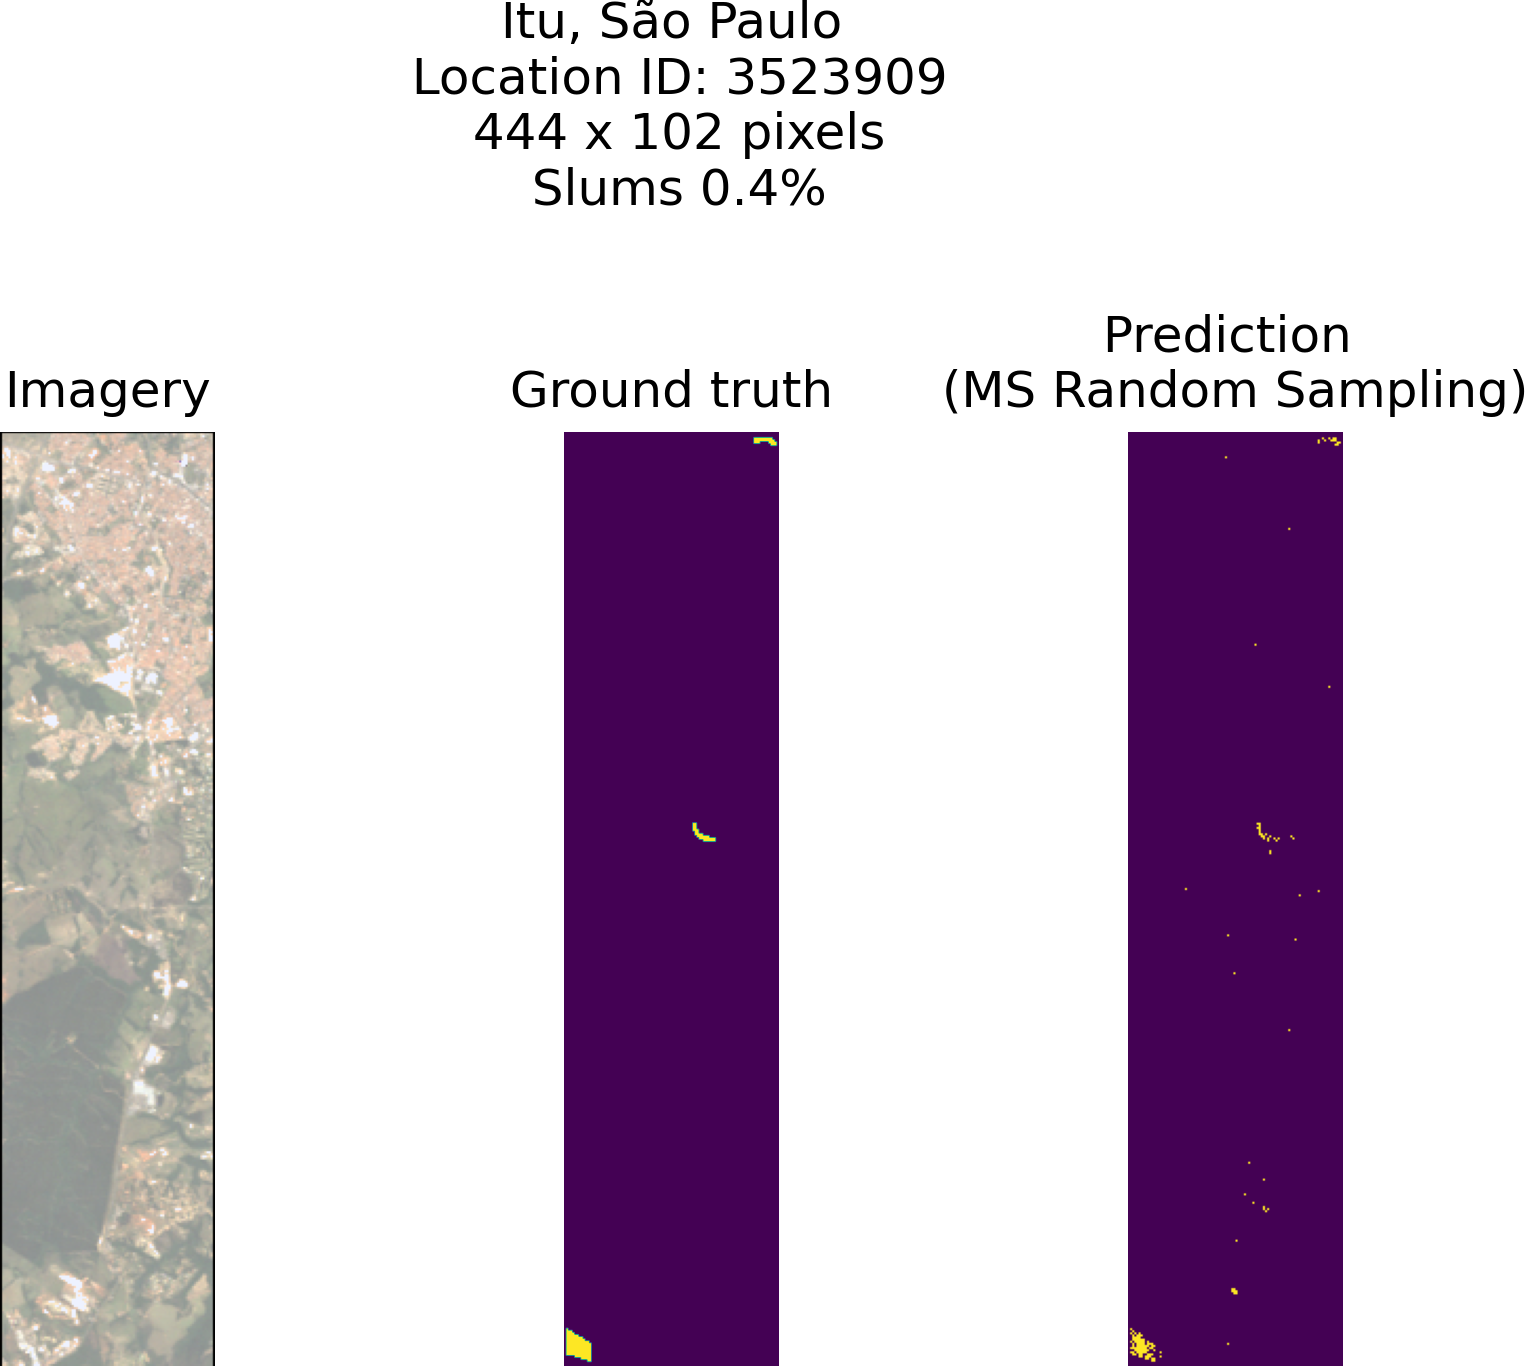 Itu, São Paulo
Location ID: 3523909
444 x 102 pixels
Slums 0.4%
Imagery
Ground truth
Prediction
(MS Random Sampling)